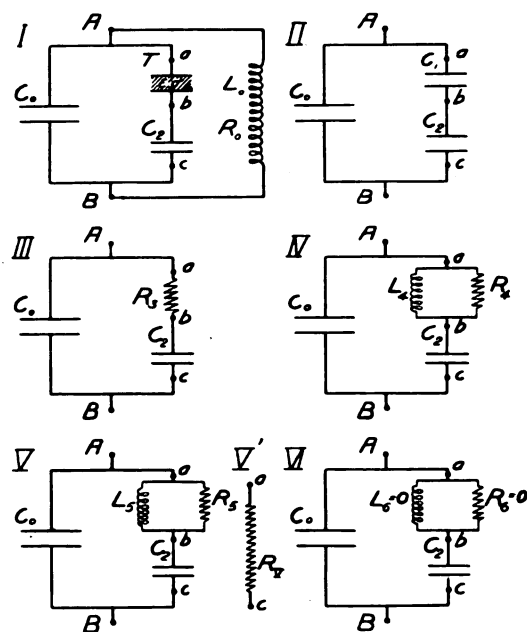 I A T a C₀ b C₂ c B L₀ R₀
II A C₁ a C₀ b C₂ c B
III A a R₃ C₀ b C₂ c B
IV A a L₄ R₄ C₀ b C₂ c B
V A a L₅ R₅ C₀ b C₂ c B
V' a R_V c
VI A a L₆=0 R₆=0 C₀ b C₂ c B